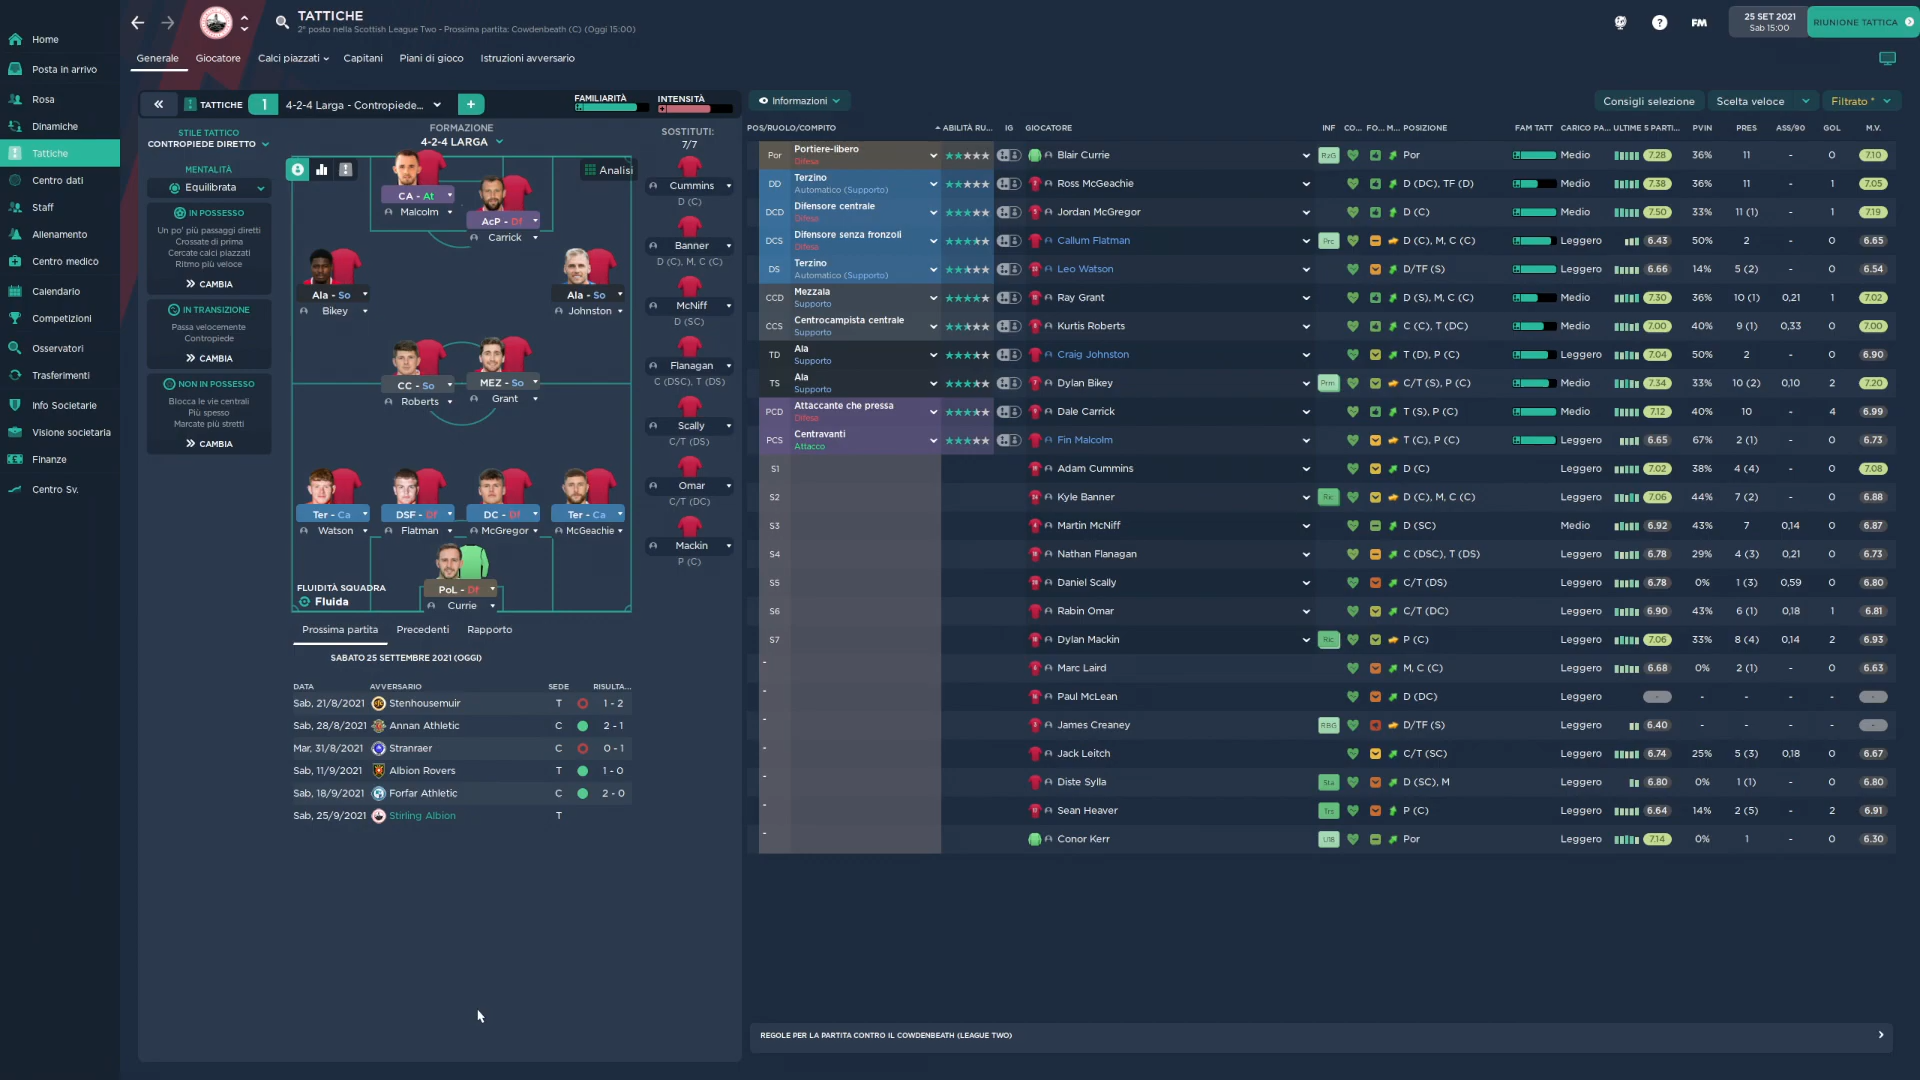 TATTICHE
2° posto nella Scottish League Two - Prossima partita: Cowdenbeath (C) (Oggi 15:00)
FM
25 SET 2021
Sab 15:00
RIUNIONE TATTICA
Home
Posta in arrivo
Rosa
Dinamiche
Tattiche
Centro dati
Staff
Allenamento
Centro medico
Calendario
Competizioni
Osservatori
Trasferimenti
Info Societarie
Visione societaria
Finanze
Centro Sv.
Generale Giocatore Calci piazzati Capitani Piani di gioco Istruzioni avversario
TATTICHE 1 4-2-4 Larga - Contropiede... +
FAMILIARITÀ INTENSITÀ
STILE TATTICO
CONTROPIEDE DIRETTO
MENTALITÀ
Equilibrata
IN POSSESSO
Un po' più passaggi diretti
Crossate di prima
Cercate calci piazzati
Ritmo più veloce
CAMBIA
IN TRANSIZIONE
Passa velocemente
Contropiede
CAMBIA
NON IN POSSESSO
Blocca le vie centrali
Più spesso
Marcate più stretti
CAMBIA
FORMAZIONE
4-2-4 LARGA
Analisi
CA - At
Malcolm
AcP - Df
Carrick
Ala - So
Bikey
Ala - So
Johnston
CC - So
Roberts
MEZ - So
Grant
Ter - Ca
Watson
DSF - Df
Flatman
DC - Df
McGregor
Ter - Ca
McGeachie
PoL - Df
Currie
FLUIDITÀ SQUADRA
Fluida
SOSTITUTI:
7/7
Cummins
D (C)
Banner
D (C), M, C (C)
McNiff
D (SC)
Flanagan
C (DSC), T (DS)
Scally
C/T (DS)
Omar
C/T (DC)
Mackin
P (C)
Prossima partita Precedenti Rapporto
SABATO 25 SETTEMBRE 2021 (OGGI)
DATA AVVERSARIO SEDE RISULTA...
Sab, 21/8/2021 Stenhousemuir T 1 - 2
Sab, 28/8/2021 Annan Athletic C 2 - 1
Mar, 31/8/2021 Stranraer C 0 - 1
Sab, 11/9/2021 Albion Rovers T 1 - 0
Sab, 18/9/2021 Forfar Athletic C 2 - 0
Sab, 25/9/2021 Stirling Albion T
Informazioni Consigli selezione Scelta veloce Filtrato *
POS/RUOLO/COMPITO ABILITÀ RU... IG GIOCATORE INF CO... FO... M... POSIZIONE FAM TATT CARICO PA... ULTIME 5 PARTI... PVIN PRES ASS/90 GOL M.V.
Por Portiere-libero Difesa Blair Currie RzG Por Medio 7.28 36% 11 - 0 7.10
DD Terzino Automatico (Supporto) Ross McGeachie D (DC), TF (D) Medio 7.38 36% 11 - 1 7.05
DCD Difensore centrale Difesa Jordan McGregor D (C) Medio 7.50 33% 11 (1) - 1 7.19
DCS Difensore senza fronzoli Difesa Callum Flatman Prc D (C), M, C (C) Leggero 6.43 50% 2 - 0 6.65
DS Terzino Automatico (Supporto) Leo Watson D/TF (S) Leggero 6.66 14% 5 (2) - 0 6.54
CCD Mezzala Supporto Ray Grant D (S), M, C (C) Medio 7.30 36% 10 (1) 0,21 1 7.02
CCS Centrocampista centrale Supporto Kurtis Roberts C (C), T (DC) Medio 7.00 40% 9 (1) 0,33 0 7.00
TD Ala Supporto Craig Johnston T (D), P (C) Leggero 7.04 50% 2 - 0 6.90
TS Ala Supporto Dylan Bikey Prm C/T (S), P (C) Medio 7.34 33% 10 (2) 0,10 2 7.20
PCD Attaccante che pressa Difesa Dale Carrick T (S), P (C) Medio 7.12 40% 10 - 4 6.99
PCS Centravanti Attacco Fin Malcolm T (C), P (C) Leggero 6.65 67% 2 (1) - 0 6.73
S1 Adam Cummins D (C) Leggero 7.02 38% 4 (4) - 0 7.08
S2 Kyle Banner Ric D (C), M, C (C) Leggero 7.06 44% 7 (2) - 0 6.88
S3 Martin McNiff D (SC) Medio 6.92 43% 7 0,14 0 6.87
S4 Nathan Flanagan C (DSC), T (DS) Leggero 6.78 29% 4 (3) 0,21 0 6.73
S5 Daniel Scally C/T (DS) Leggero 6.78 0% 1 (3) 0,59 0 6.80
S6 Rabin Omar C/T (DC) Leggero 6.90 43% 6 (1) 0,18 1 6.81
S7 Dylan Mackin Ric P (C) Leggero 7.06 33% 8 (4) 0,14 2 6.93
- Marc Laird M, C (C) Leggero 6.68 0% 2 (1) - 0 6.63
- Paul McLean D (DC) Leggero - - - - - -
- James Creaney RBG D/TF (S) Leggero 6.40 - - - - -
- Jack Leitch C/T (SC) Leggero 6.74 25% 5 (3) 0,18 0 6.67
- Diste Sylla Sta D (SC), M Leggero 6.80 0% 1 (1) - 0 6.80
- Sean Heaver Trs P (C) Leggero 6.64 14% 2 (5) - 2 6.91
- Conor Kerr U18 Por Leggero 7.14 0% 1 - 0 6.30
REGOLE PER LA PARTITA CONTRO IL COWDENBEATH (LEAGUE TWO)